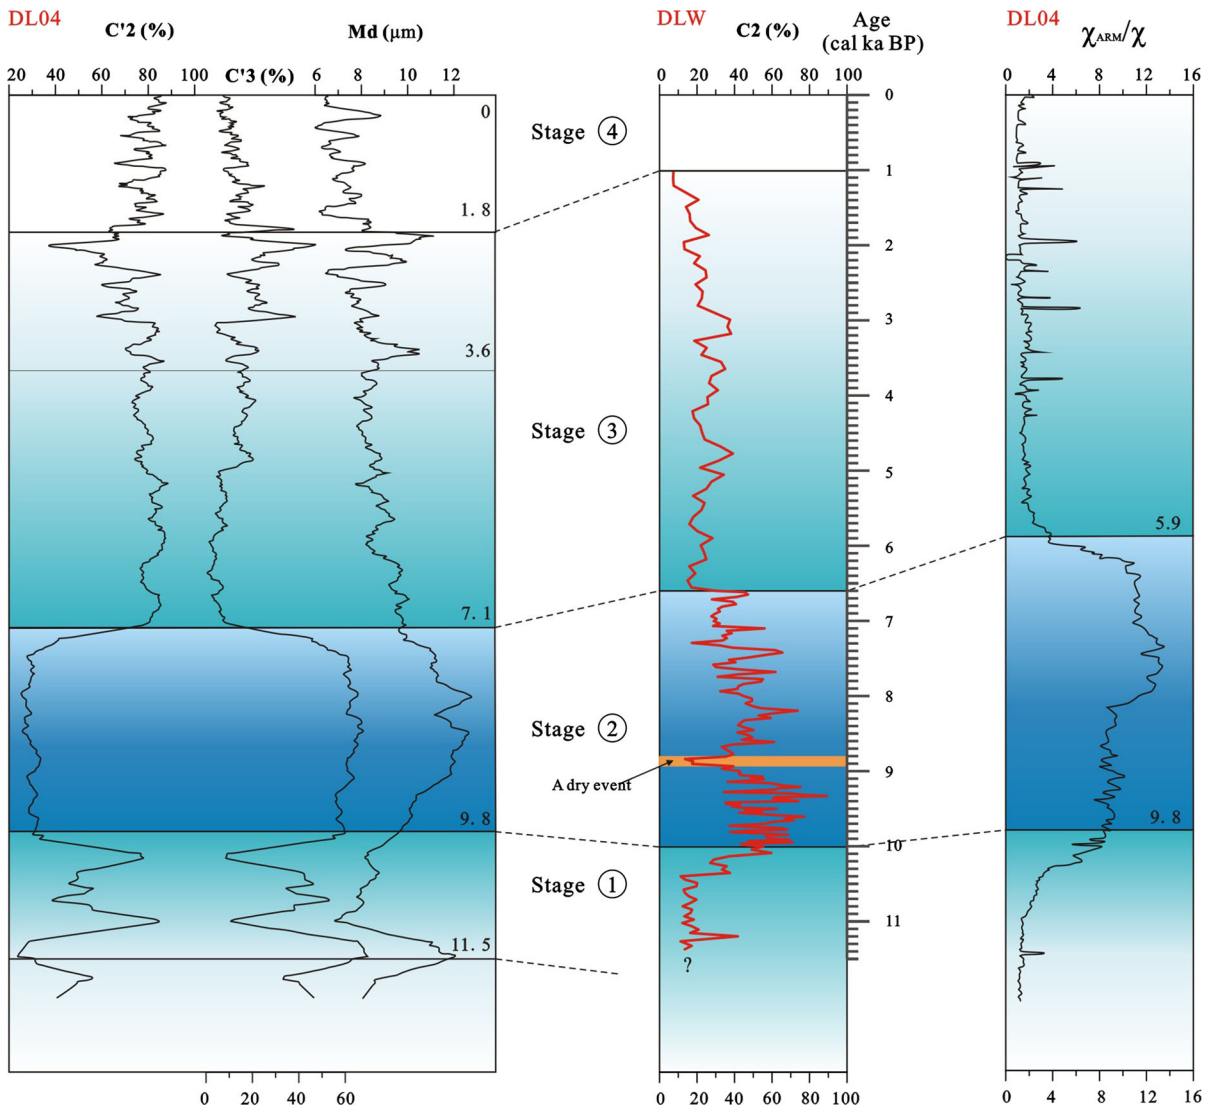 DL04
C'2 (%)
C'3 (%)
Md (μm)
20 40 60 80 100
6 8 10 12
0
1. 8
3.6
7. 1
9. 8
11. 5
0 20 40 60
Stage ④
Stage ③
Stage ②
A dry event
Stage ①
DLW
C2 (%)
Age
(cal ka BP)
0 20 40 60 80 100
0
1
2
3
4
5
6
7
8
9
10
11
?
0 20 40 60 80 100
DL04
χARM/χ
0 4 8 12 16
5.9
9. 8
0 4 8 12 16